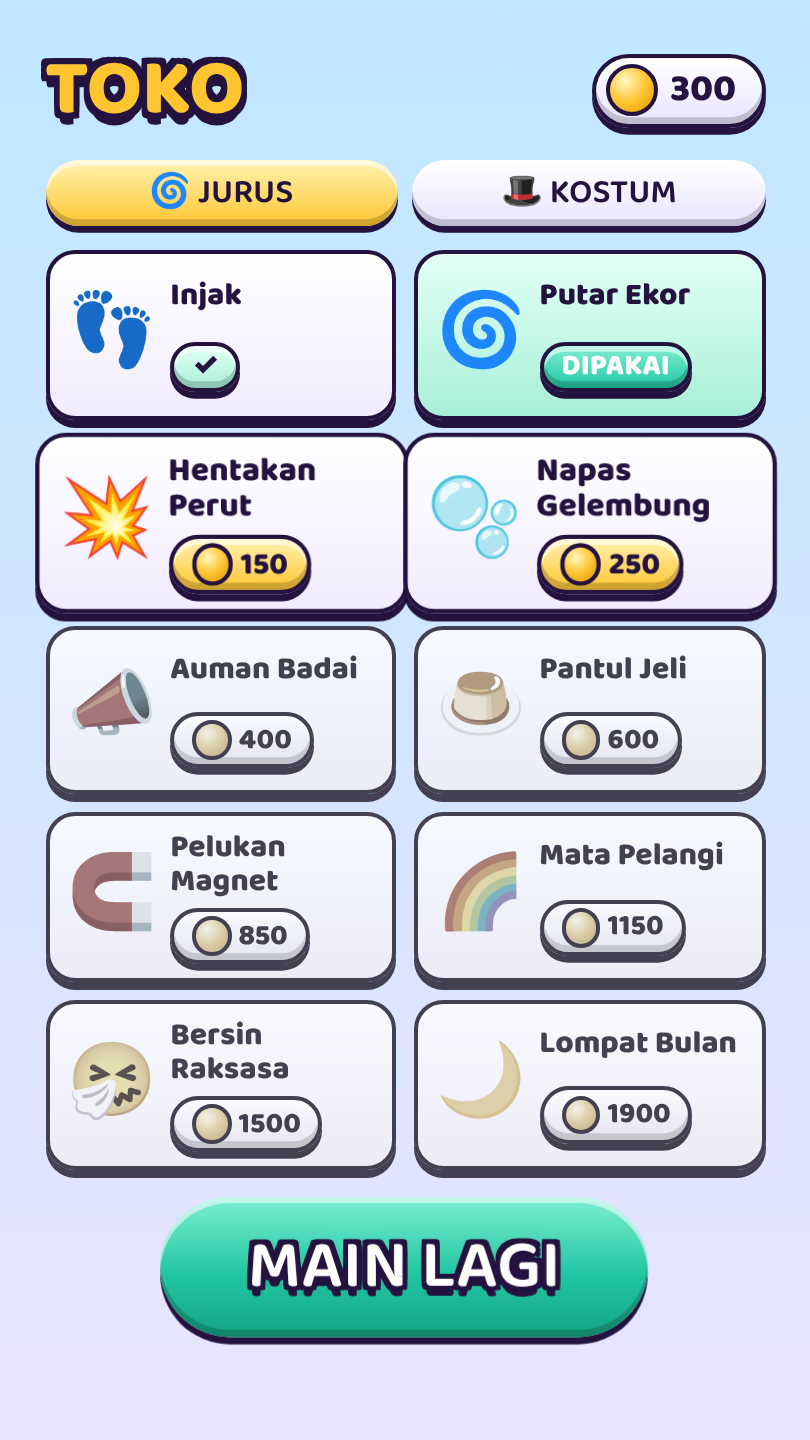 TOKO
300
JURUS
KOSTUM
Injak
Putar Ekor
DIPAKAI
Hentakan
Perut
150
Napas
Gelembung
250
Auman Badai
400
Pantul Jeli
600
Pelukan
Magnet
850
Mata Pelangi
1150
Bersin
Raksasa
1500
Lompat Bulan
1900
MAIN LAGI